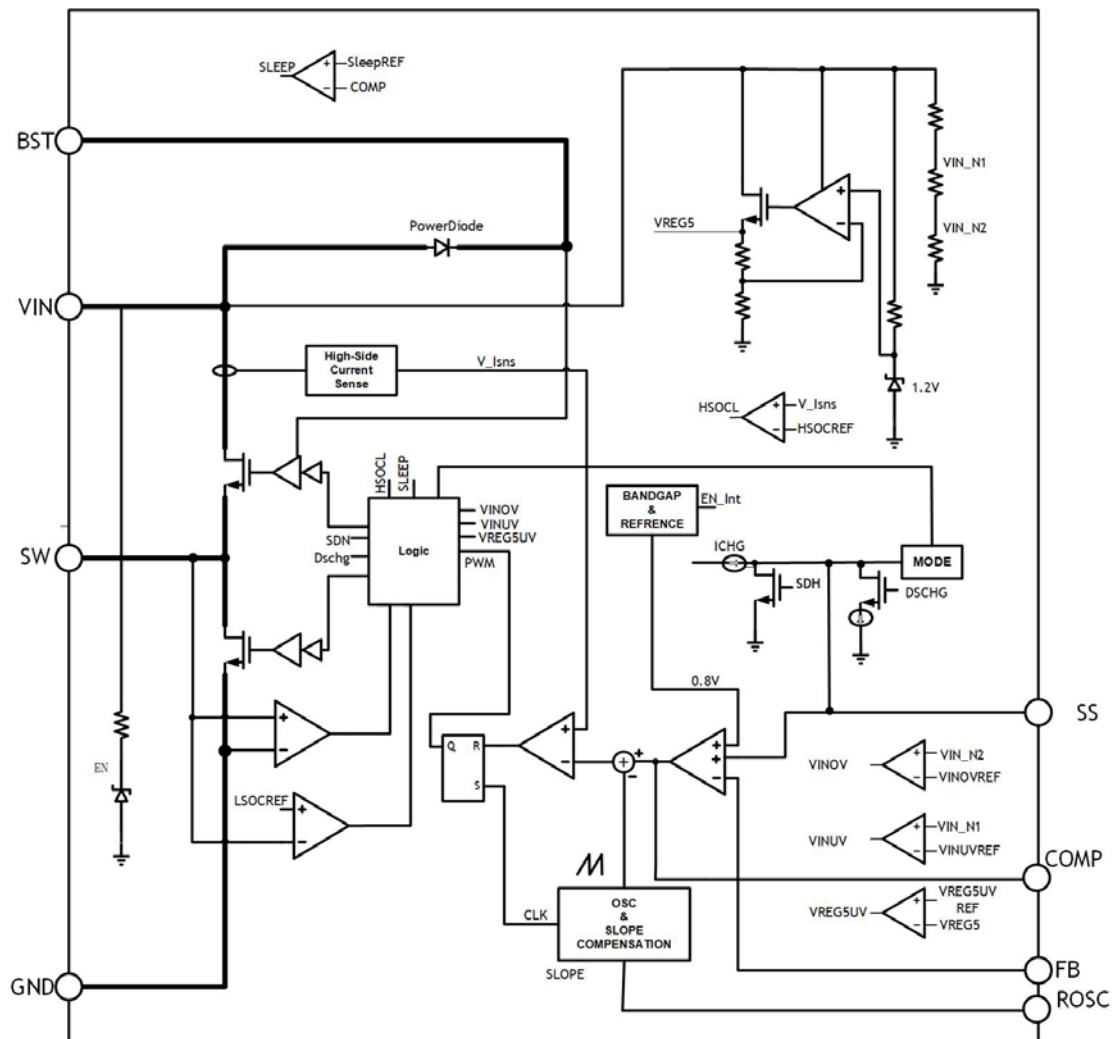 SLEEP
SleepREF
COMP
BST
PowerDiode
VIN_N1
VREG5
VIN_N2
VIN
High-Side
Current
Sense
V_Isns
1.2V
HSOCL
V_Isns
HSOCREF
HSOCL
SLEEP
BANDGAP
&
REFRENCE
EN_Int
VINOV
VINUV
VREG5UV
PWM
SDN
Dschg
Logic
SW
ICHG
MODE
SDH
DSCHG
0.8V
SS
EN
Q
R
S
VINOV
VIN_N2
VINOVREF
LSOCREF
VINUV
VIN_N1
VINUVREF
COMP
CLK
OSC
&
SLOPE
COMPENSATION
SLOPE
VREG5UV
VREG5UV
REF
VREG5
GND
FB
ROSC